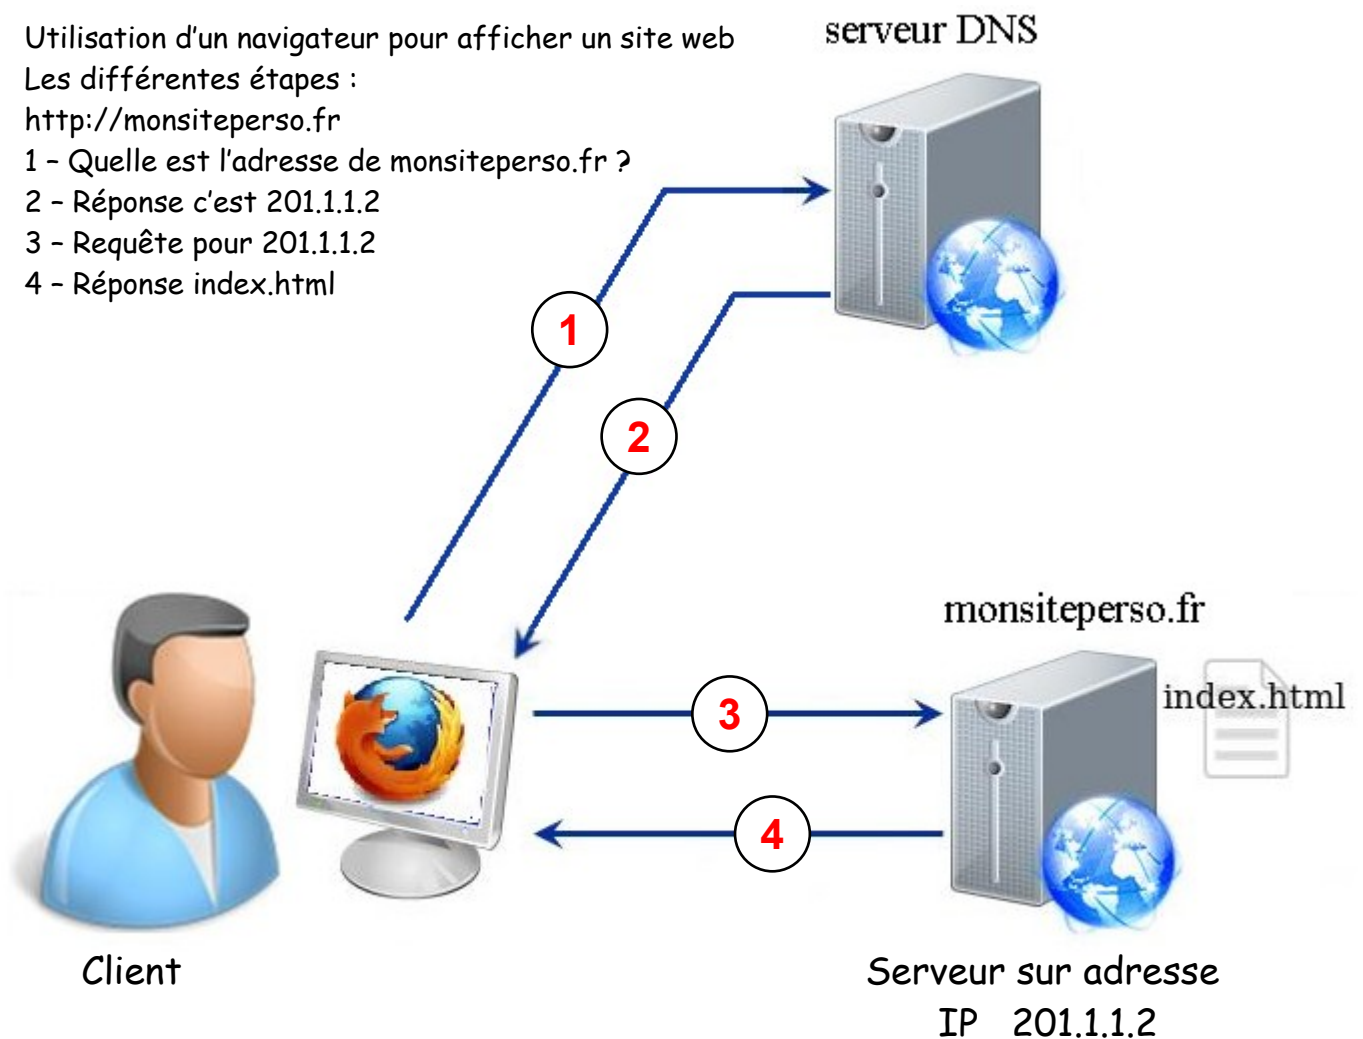 Utilisation d'un navigateur pour afficher un site web
Les différentes étapes :
http://monsiteperso.fr
1 – Quelle est l'adresse de monsiteperso.fr ?
2 – Réponse c'est 201.1.1.2
3 – Requête pour 201.1.1.2
4 – Réponse index.html
serveur DNS
1
2
monsiteperso.fr
index.html
3
4
Client
Serveur sur adresse
IP 201.1.1.2